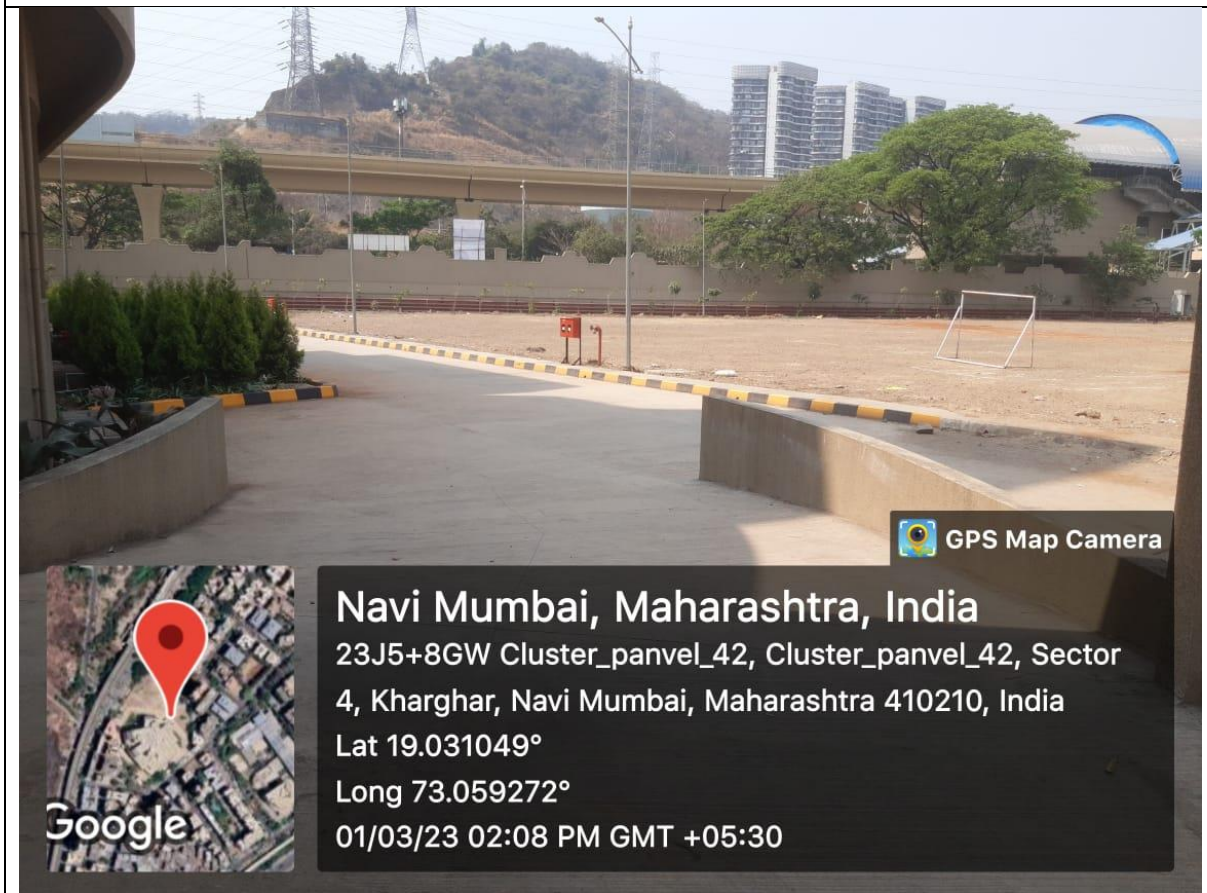 GPS Map Camera
Navi Mumbai, Maharashtra, India
23J5+8GW Cluster_panvel_42, Cluster_panvel_42, Sector
4, Kharghar, Navi Mumbai, Maharashtra 410210, India
Lat 19.031049°
Long 73.059272°
01/03/23 02:08 PM GMT +05:30
Google